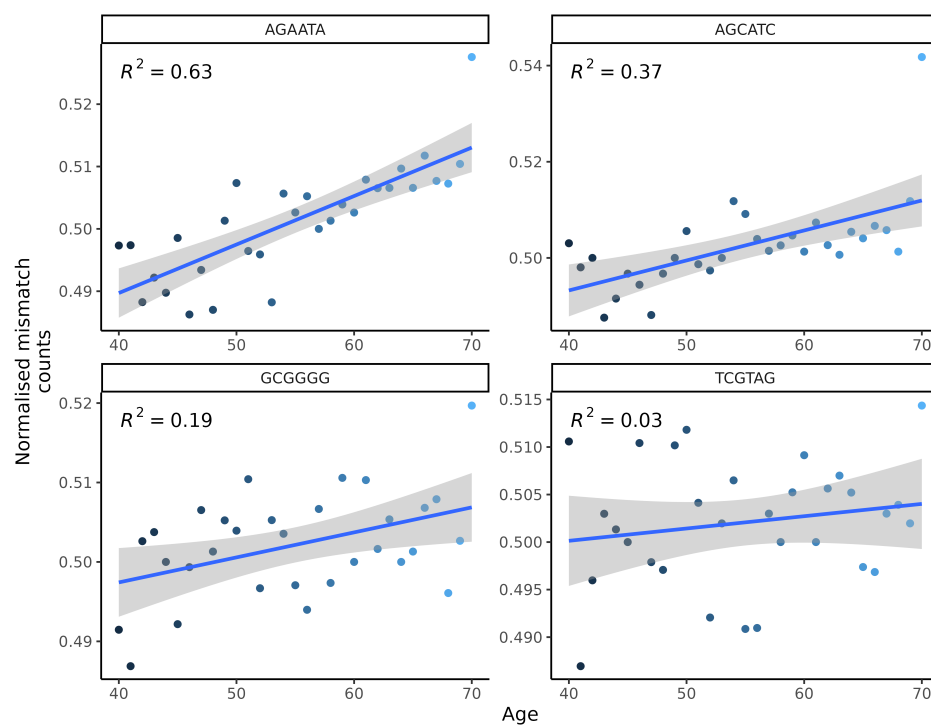 AGAATA
R² = 0.63
0.52
0.51
0.50
0.49
40 50 60 70
AGCATC
R² = 0.37
0.54
0.52
0.50
40 50 60 70
GCGGGG
R² = 0.19
0.52
0.51
0.50
0.49
40 50 60 70
TCGTAG
R² = 0.03
0.515
0.510
0.505
0.500
0.495
0.490
40 50 60 70
Normalised mismatch
counts
Age